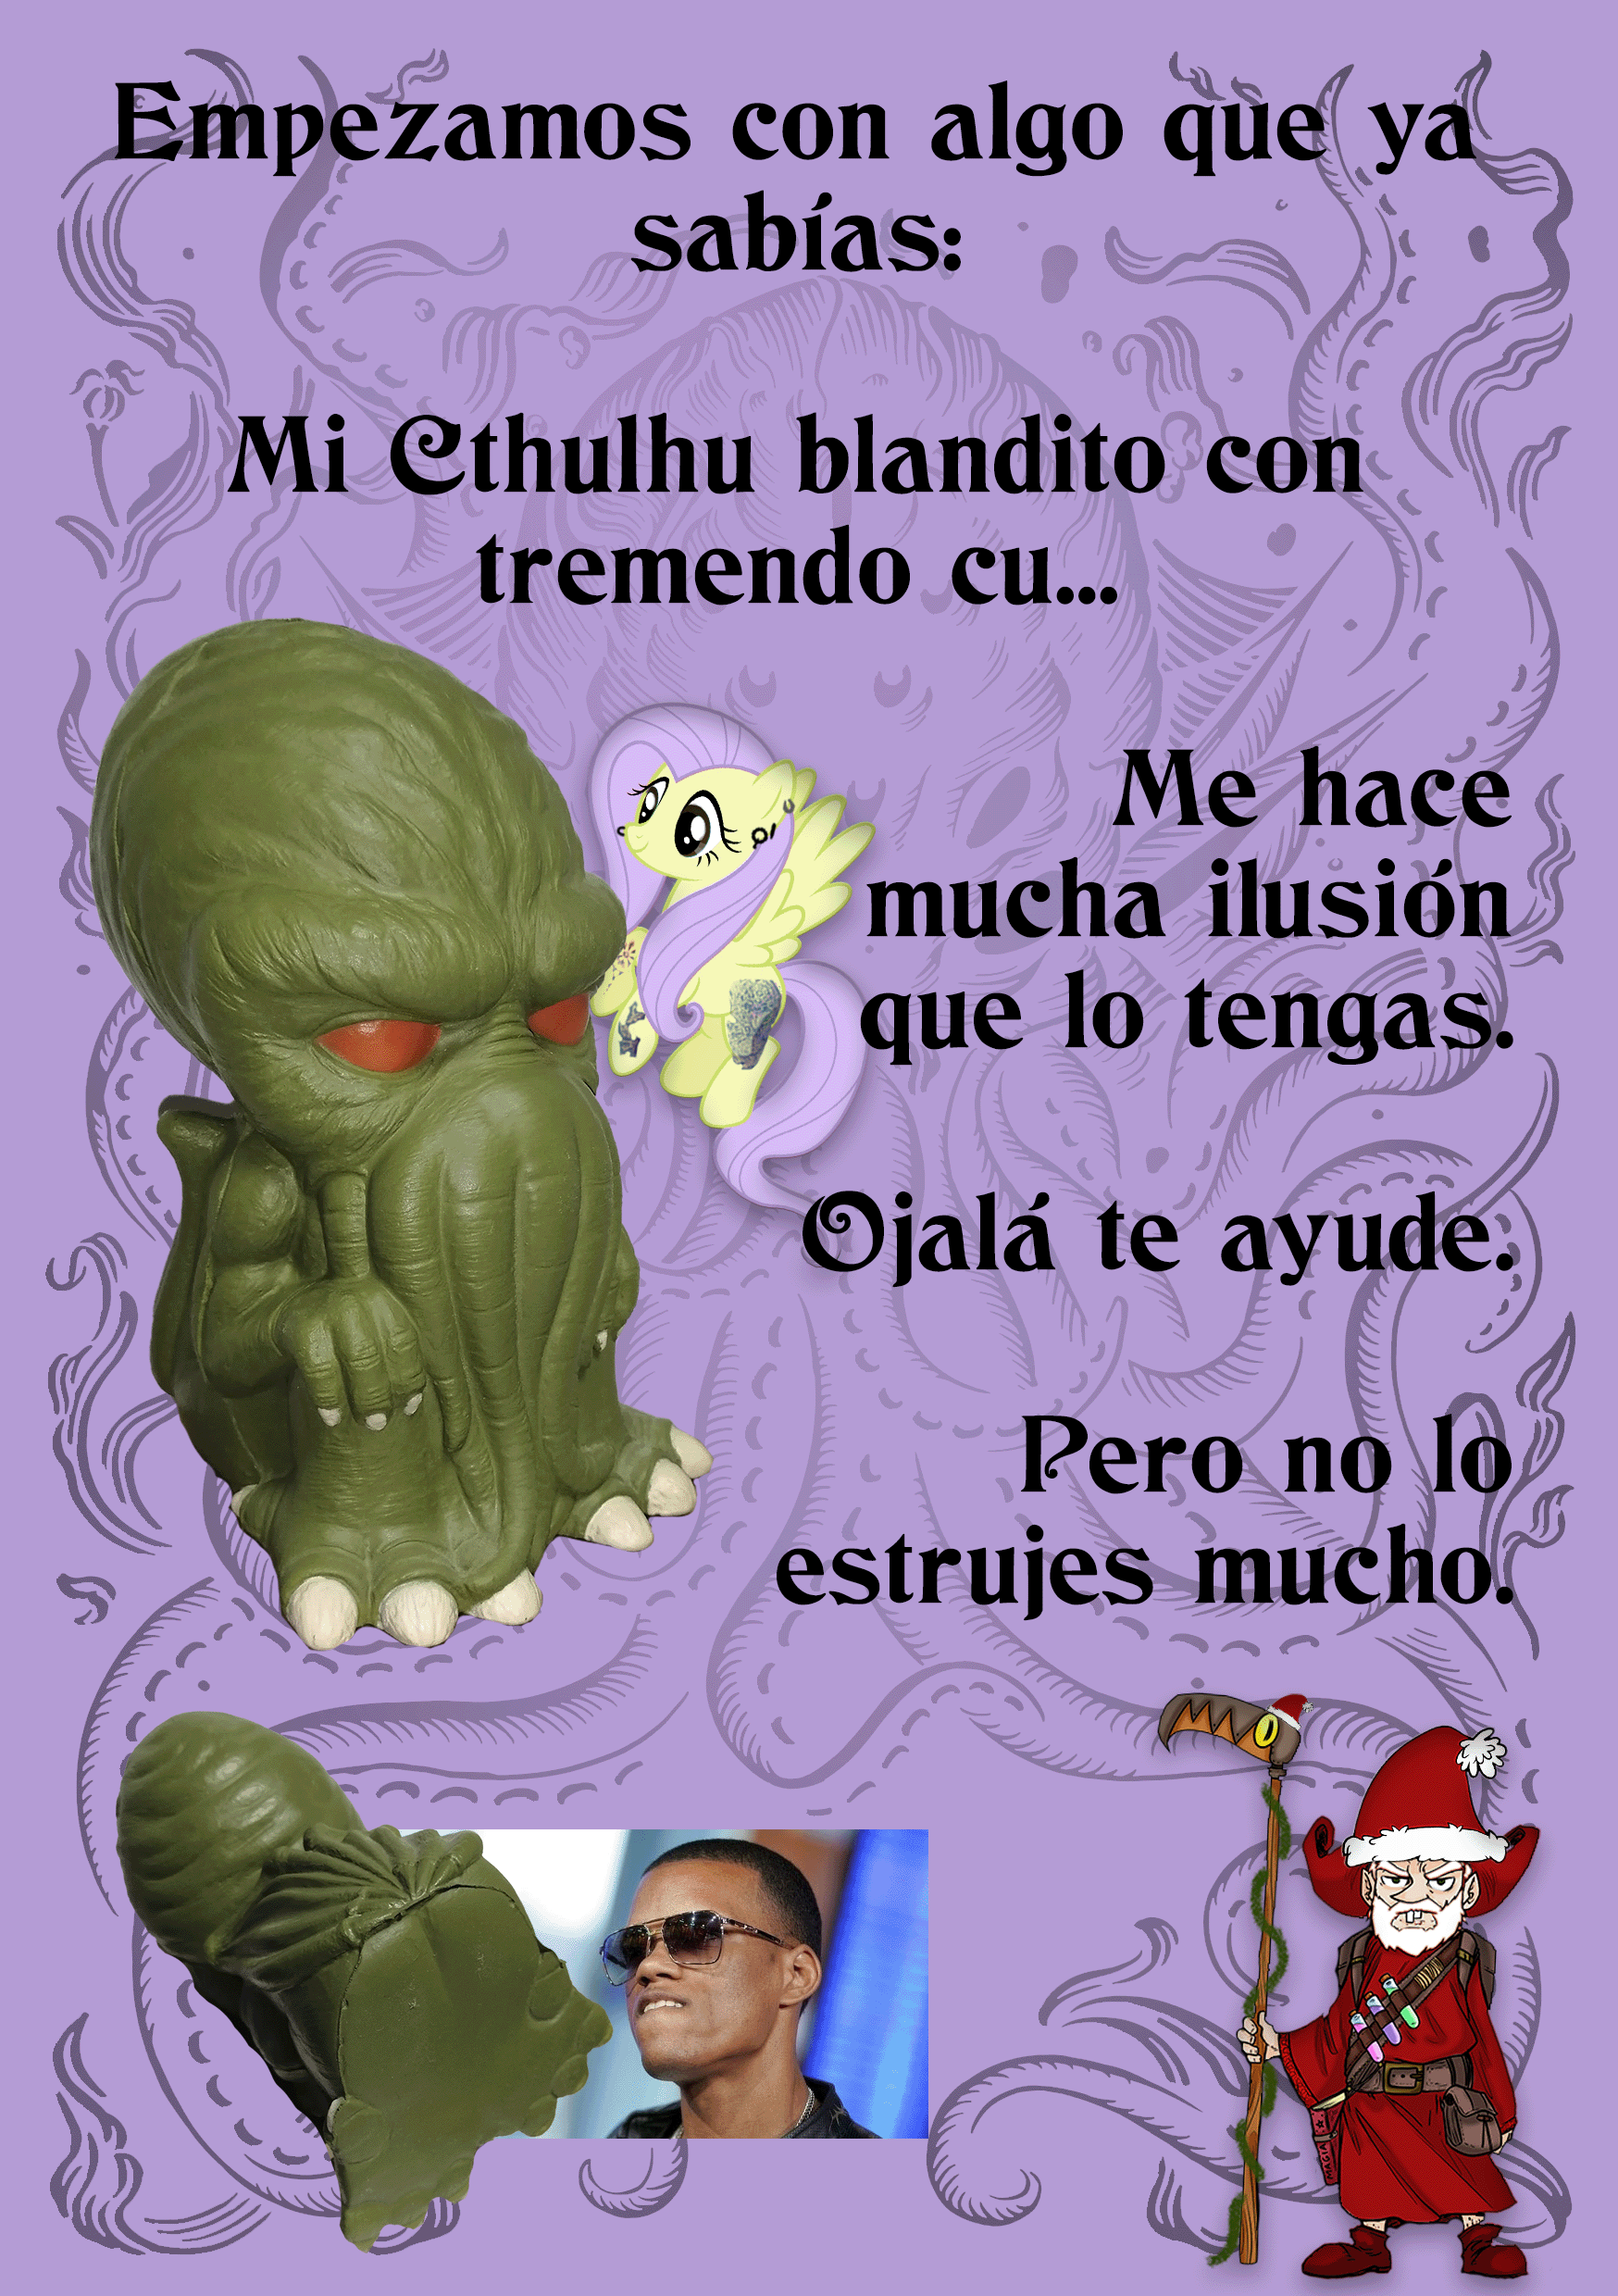 Empezamos con algo que ya
sabías:
Mi Cthulhu blandito con
tremendo cu...
Me hace
mucha ilusión
que lo tengas.
Ojalá te ayude.
Pero no lo
estrujes mucho.
MAGIA